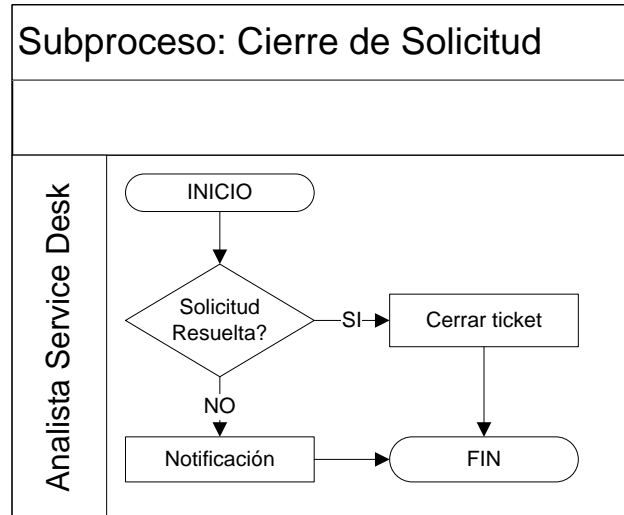 Subproceso: Cierre de Solicitud
Analista Service Desk
INICIO
Solicitud
Resuelta?
SI
Cerrar ticket
NO
Notificación
FIN